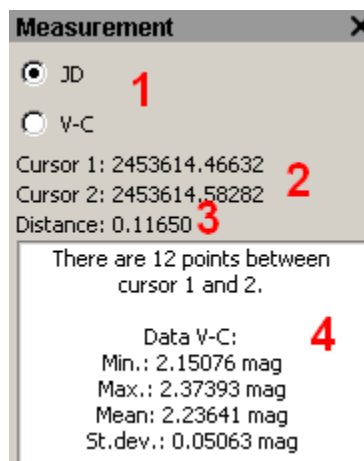 Measurement X
JD
1
V-C
Cursor 1: 2453614.46632
Cursor 2: 2453614.58282
2
Distance: 0.11650
3
There are 12 points between
cursor 1 and 2.
Data V-C:
4
Min.: 2.15076 mag
Max.: 2.37393 mag
Mean: 2.23641 mag
St.dev.: 0.05063 mag